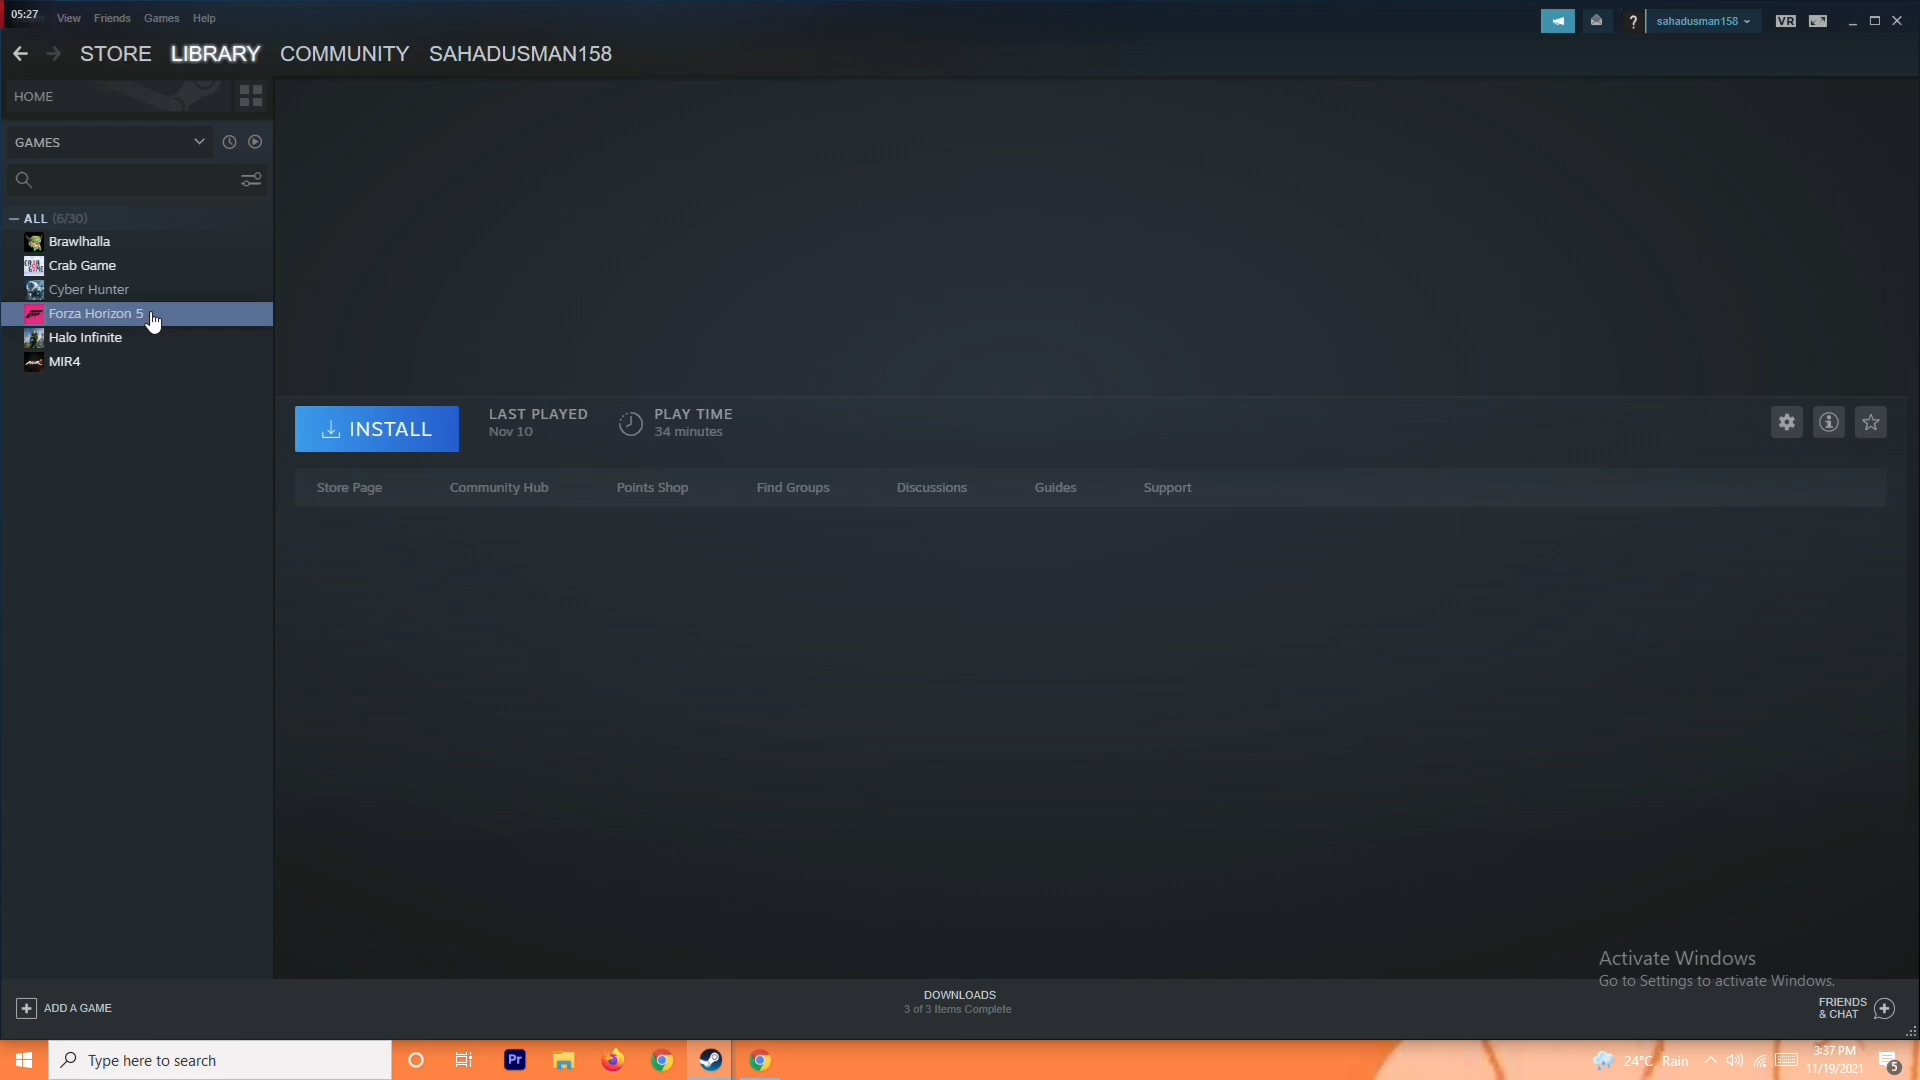 05:27
View Friends Games Help
? sahadusman158 VR
STORE LIBRARY COMMUNITY SAHADUSMAN158
HOME
GAMES
ALL (6/30)
Brawlhalla
Crab Game
Cyber Hunter
Forza Horizon 5
Halo Infinite
MIR4
INSTALL
LAST PLAYED
Nov 10
PLAY TIME
34 minutes
Store Page Community Hub Points Shop Find Groups Discussions Guides Support
Activate Windows
Go to Settings to activate Windows.
ADD A GAME
DOWNLOADS
3 of 3 Items Complete
FRIENDS
& CHAT
Type here to search
Pr
24°C Rain
3:37 PM
11/19/2021
5